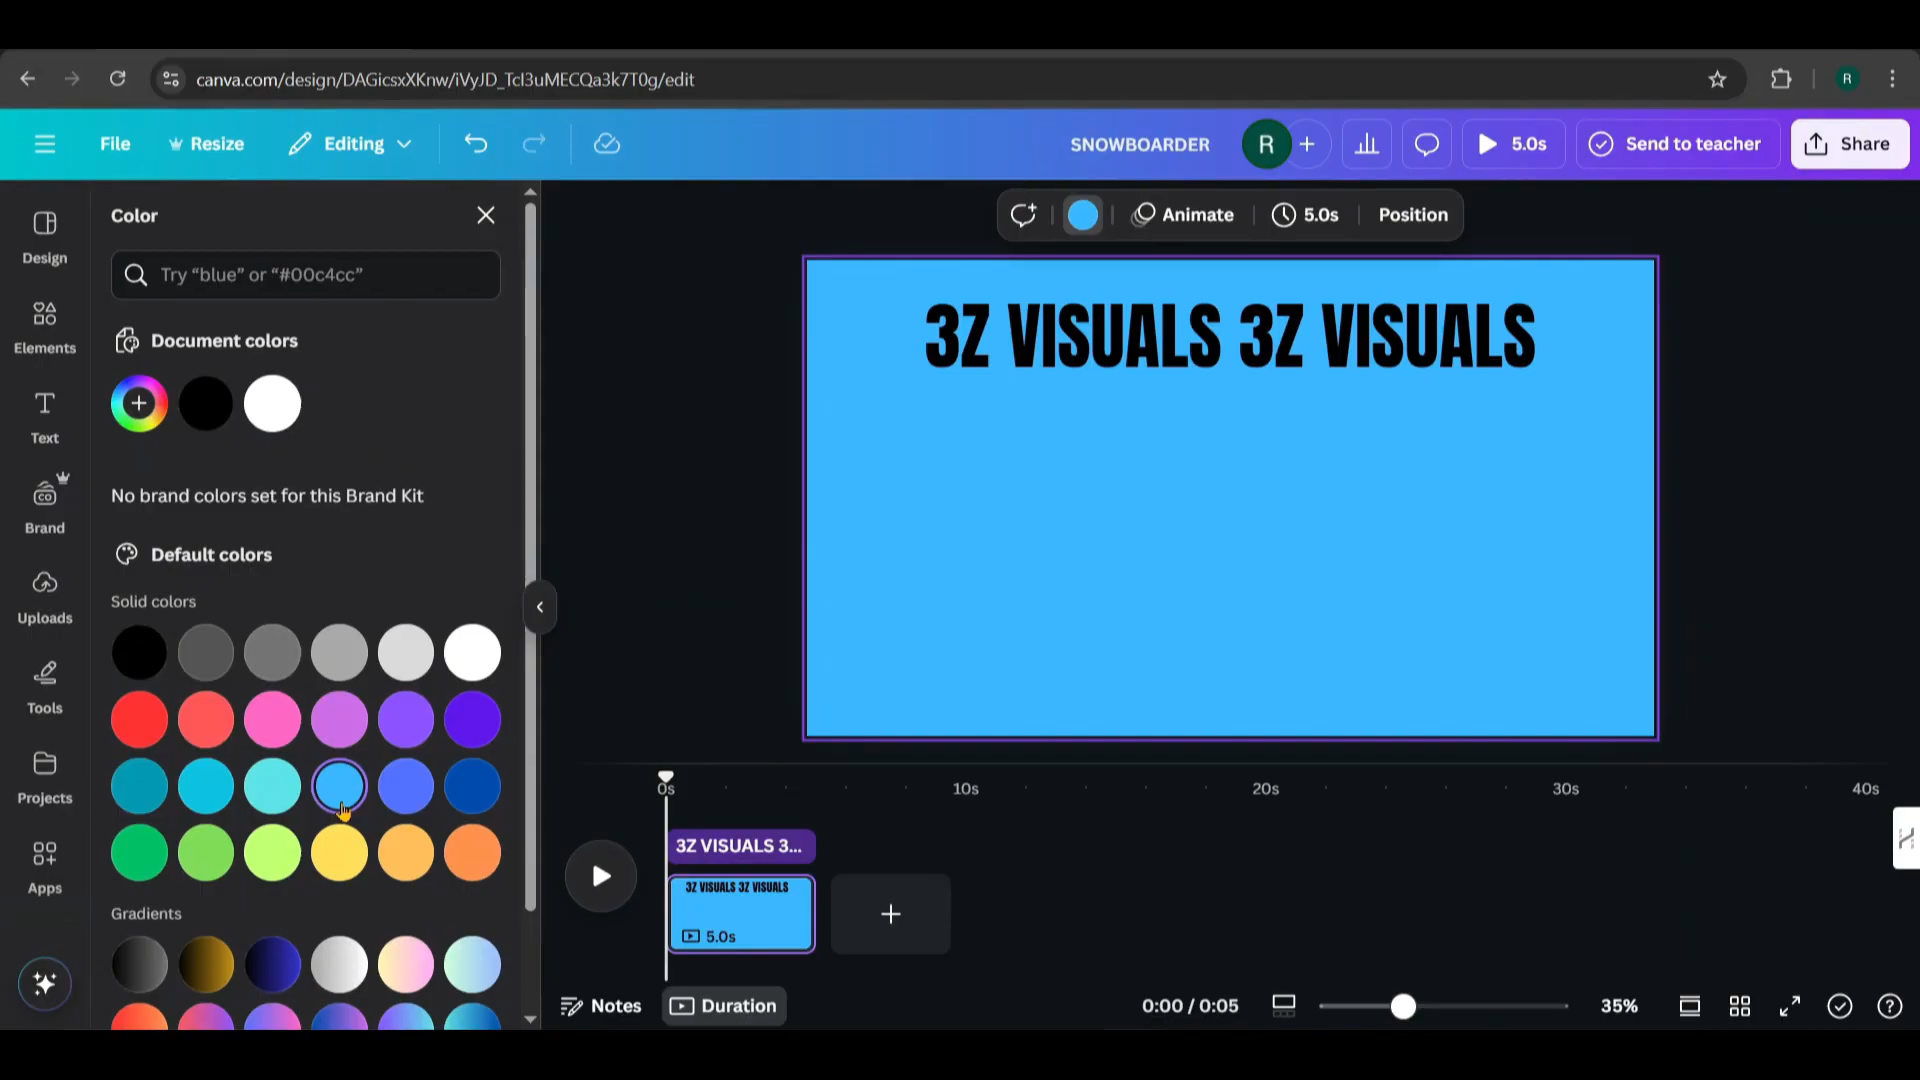 canva.com/design/DAGicsxXKnw/iVyJD_Tcl3uMECQa3k7T0g/edit
R
File
Resize
Editing
SNOWBOARDER
R
5.0s
Send to teacher
Share
Design
Elements
Text
Brand
Uploads
Tools
Projects
Apps
Color
Try “blue” or “#00c4cc”
Document colors
No brand colors set for this Brand Kit
Default colors
Solid colors
Gradients
Animate
5.0s
Position
3Z VISUALS 3Z VISUALS
0s
10s
20s
30s
40s
3Z VISUALS 3...
3Z VISUALS 3Z VISUALS
5.0s
Notes
Duration
0:00 / 0:05
35%